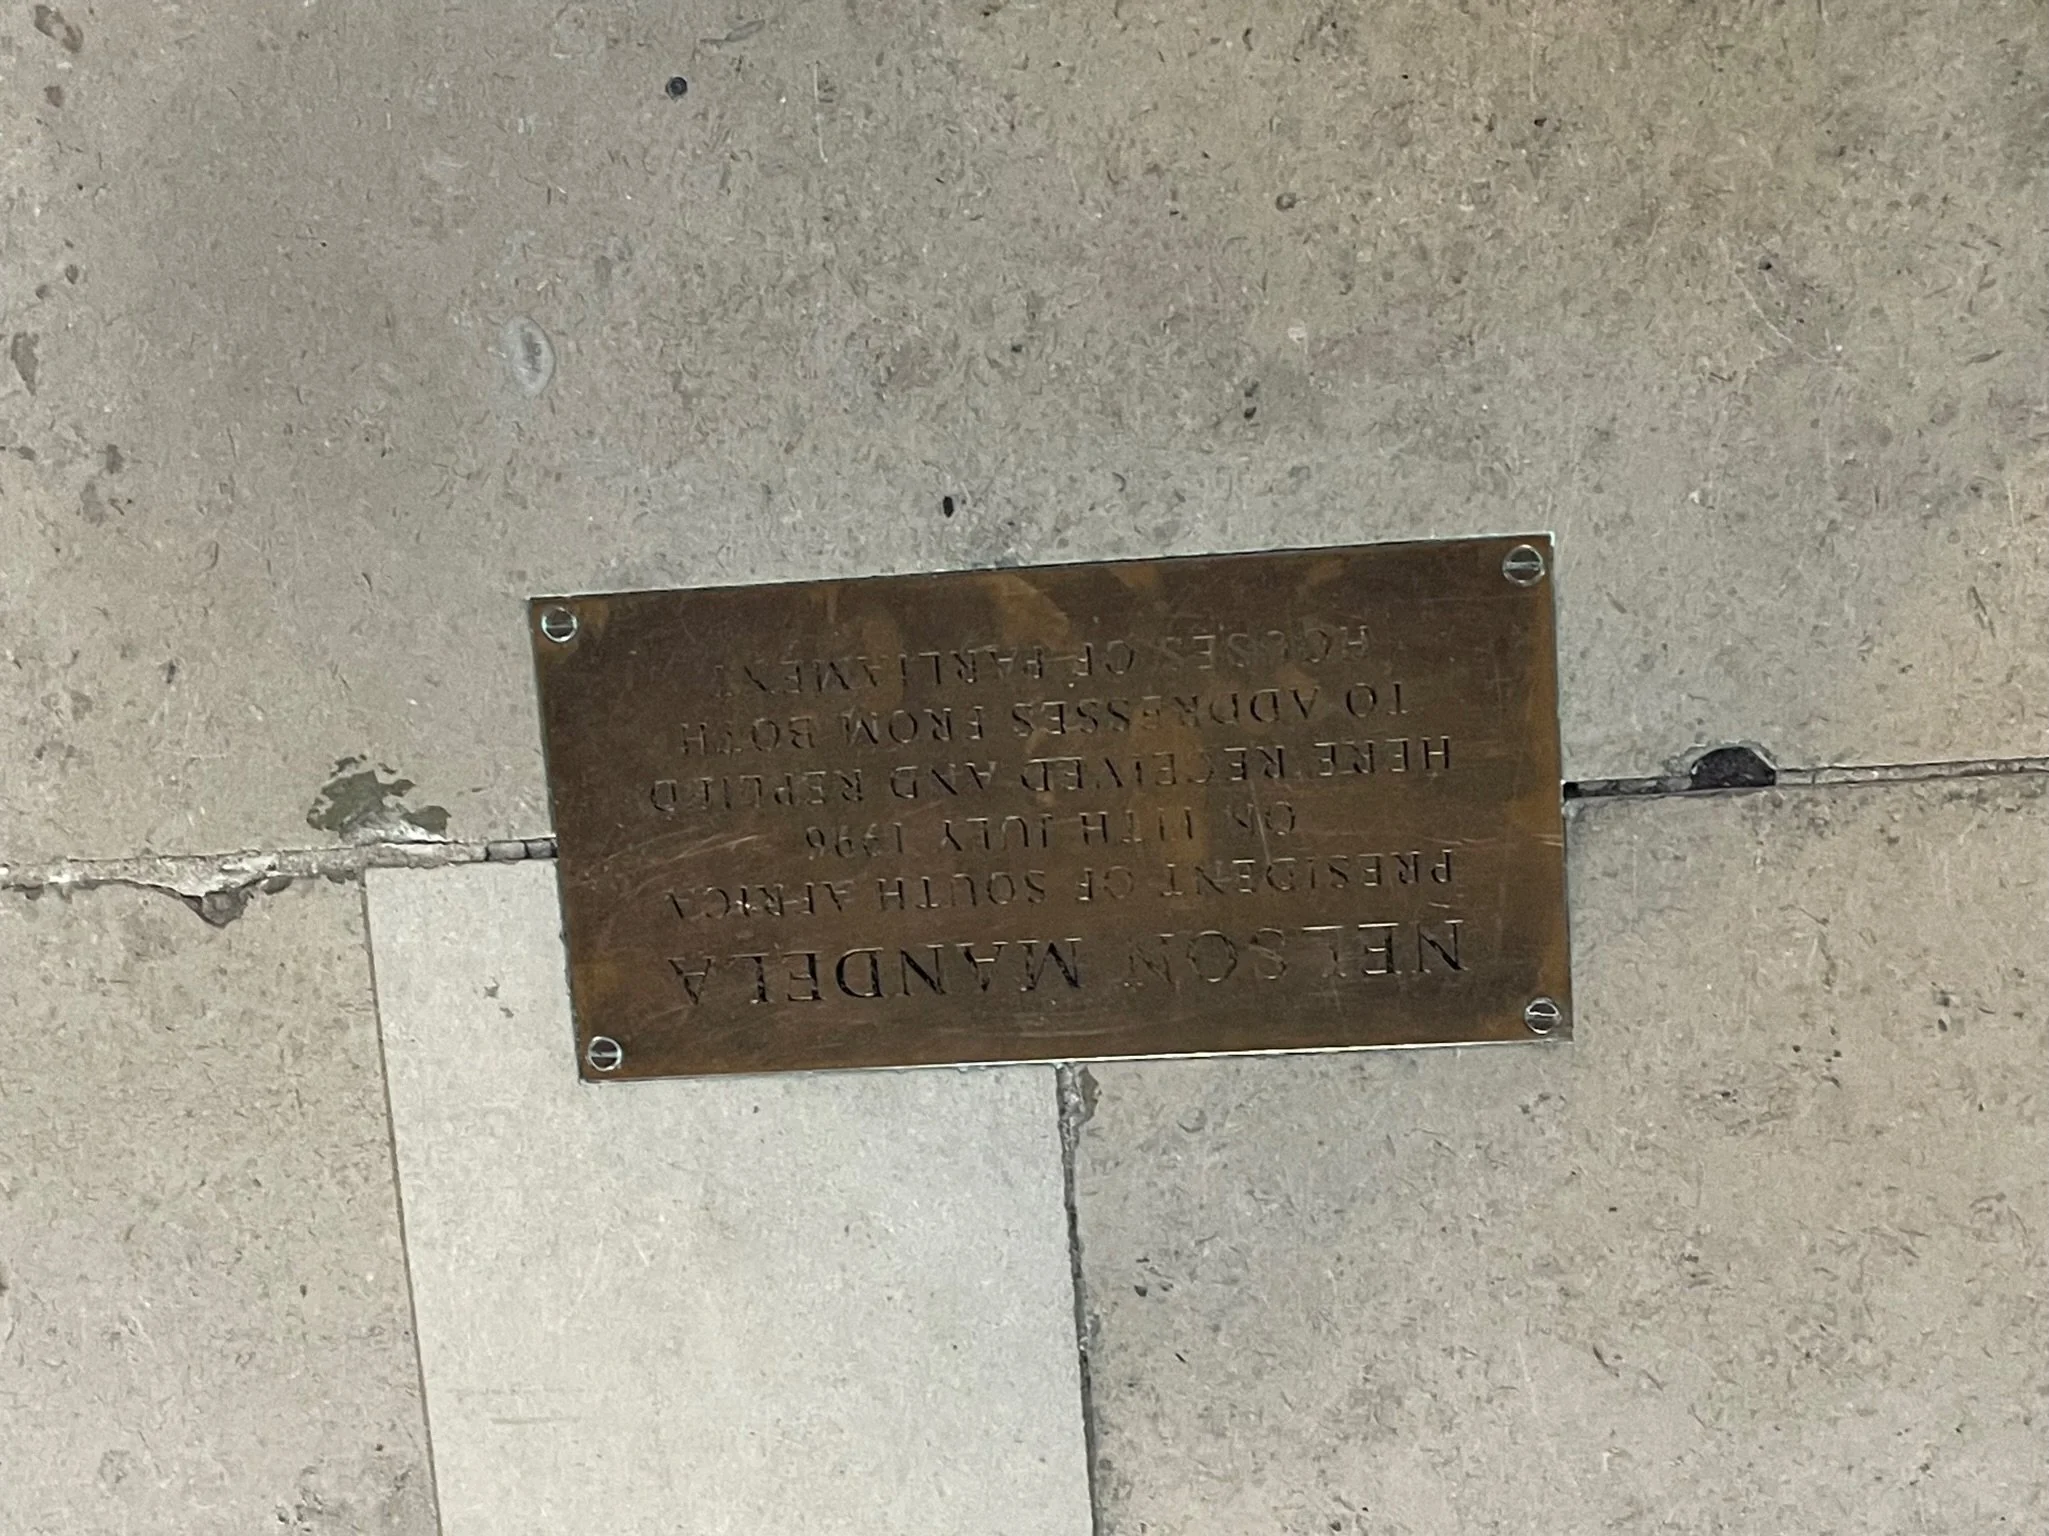 NELSON MANDELA
PRESIDENT OF SOUTH AFRICA
ON 11TH JULY 1996
HERE RECEIVED AND REPLIED
TO ADDRESSES FROM BOTH
HOUSES OF PARLIAMENT